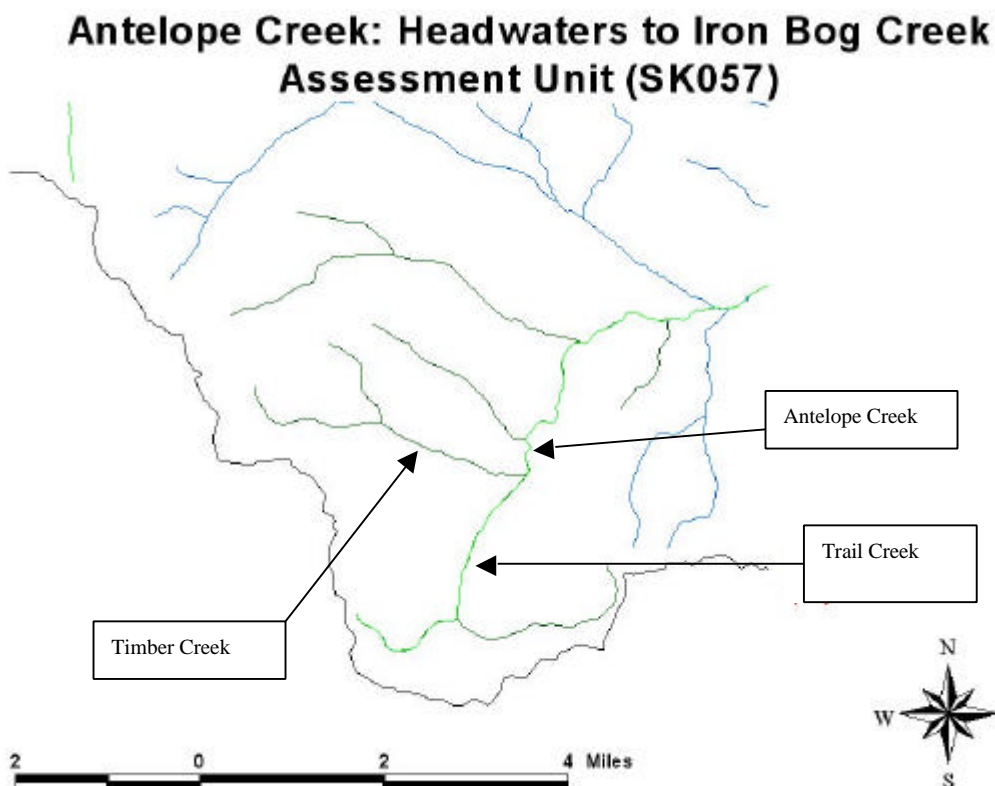 Antelope Creek: Headwaters to Iron Bog Creek
Assessment Unit (SK057)
Antelope Creek
Trail Creek
Timber Creek
N
W
S
2 0 2 4 Miles